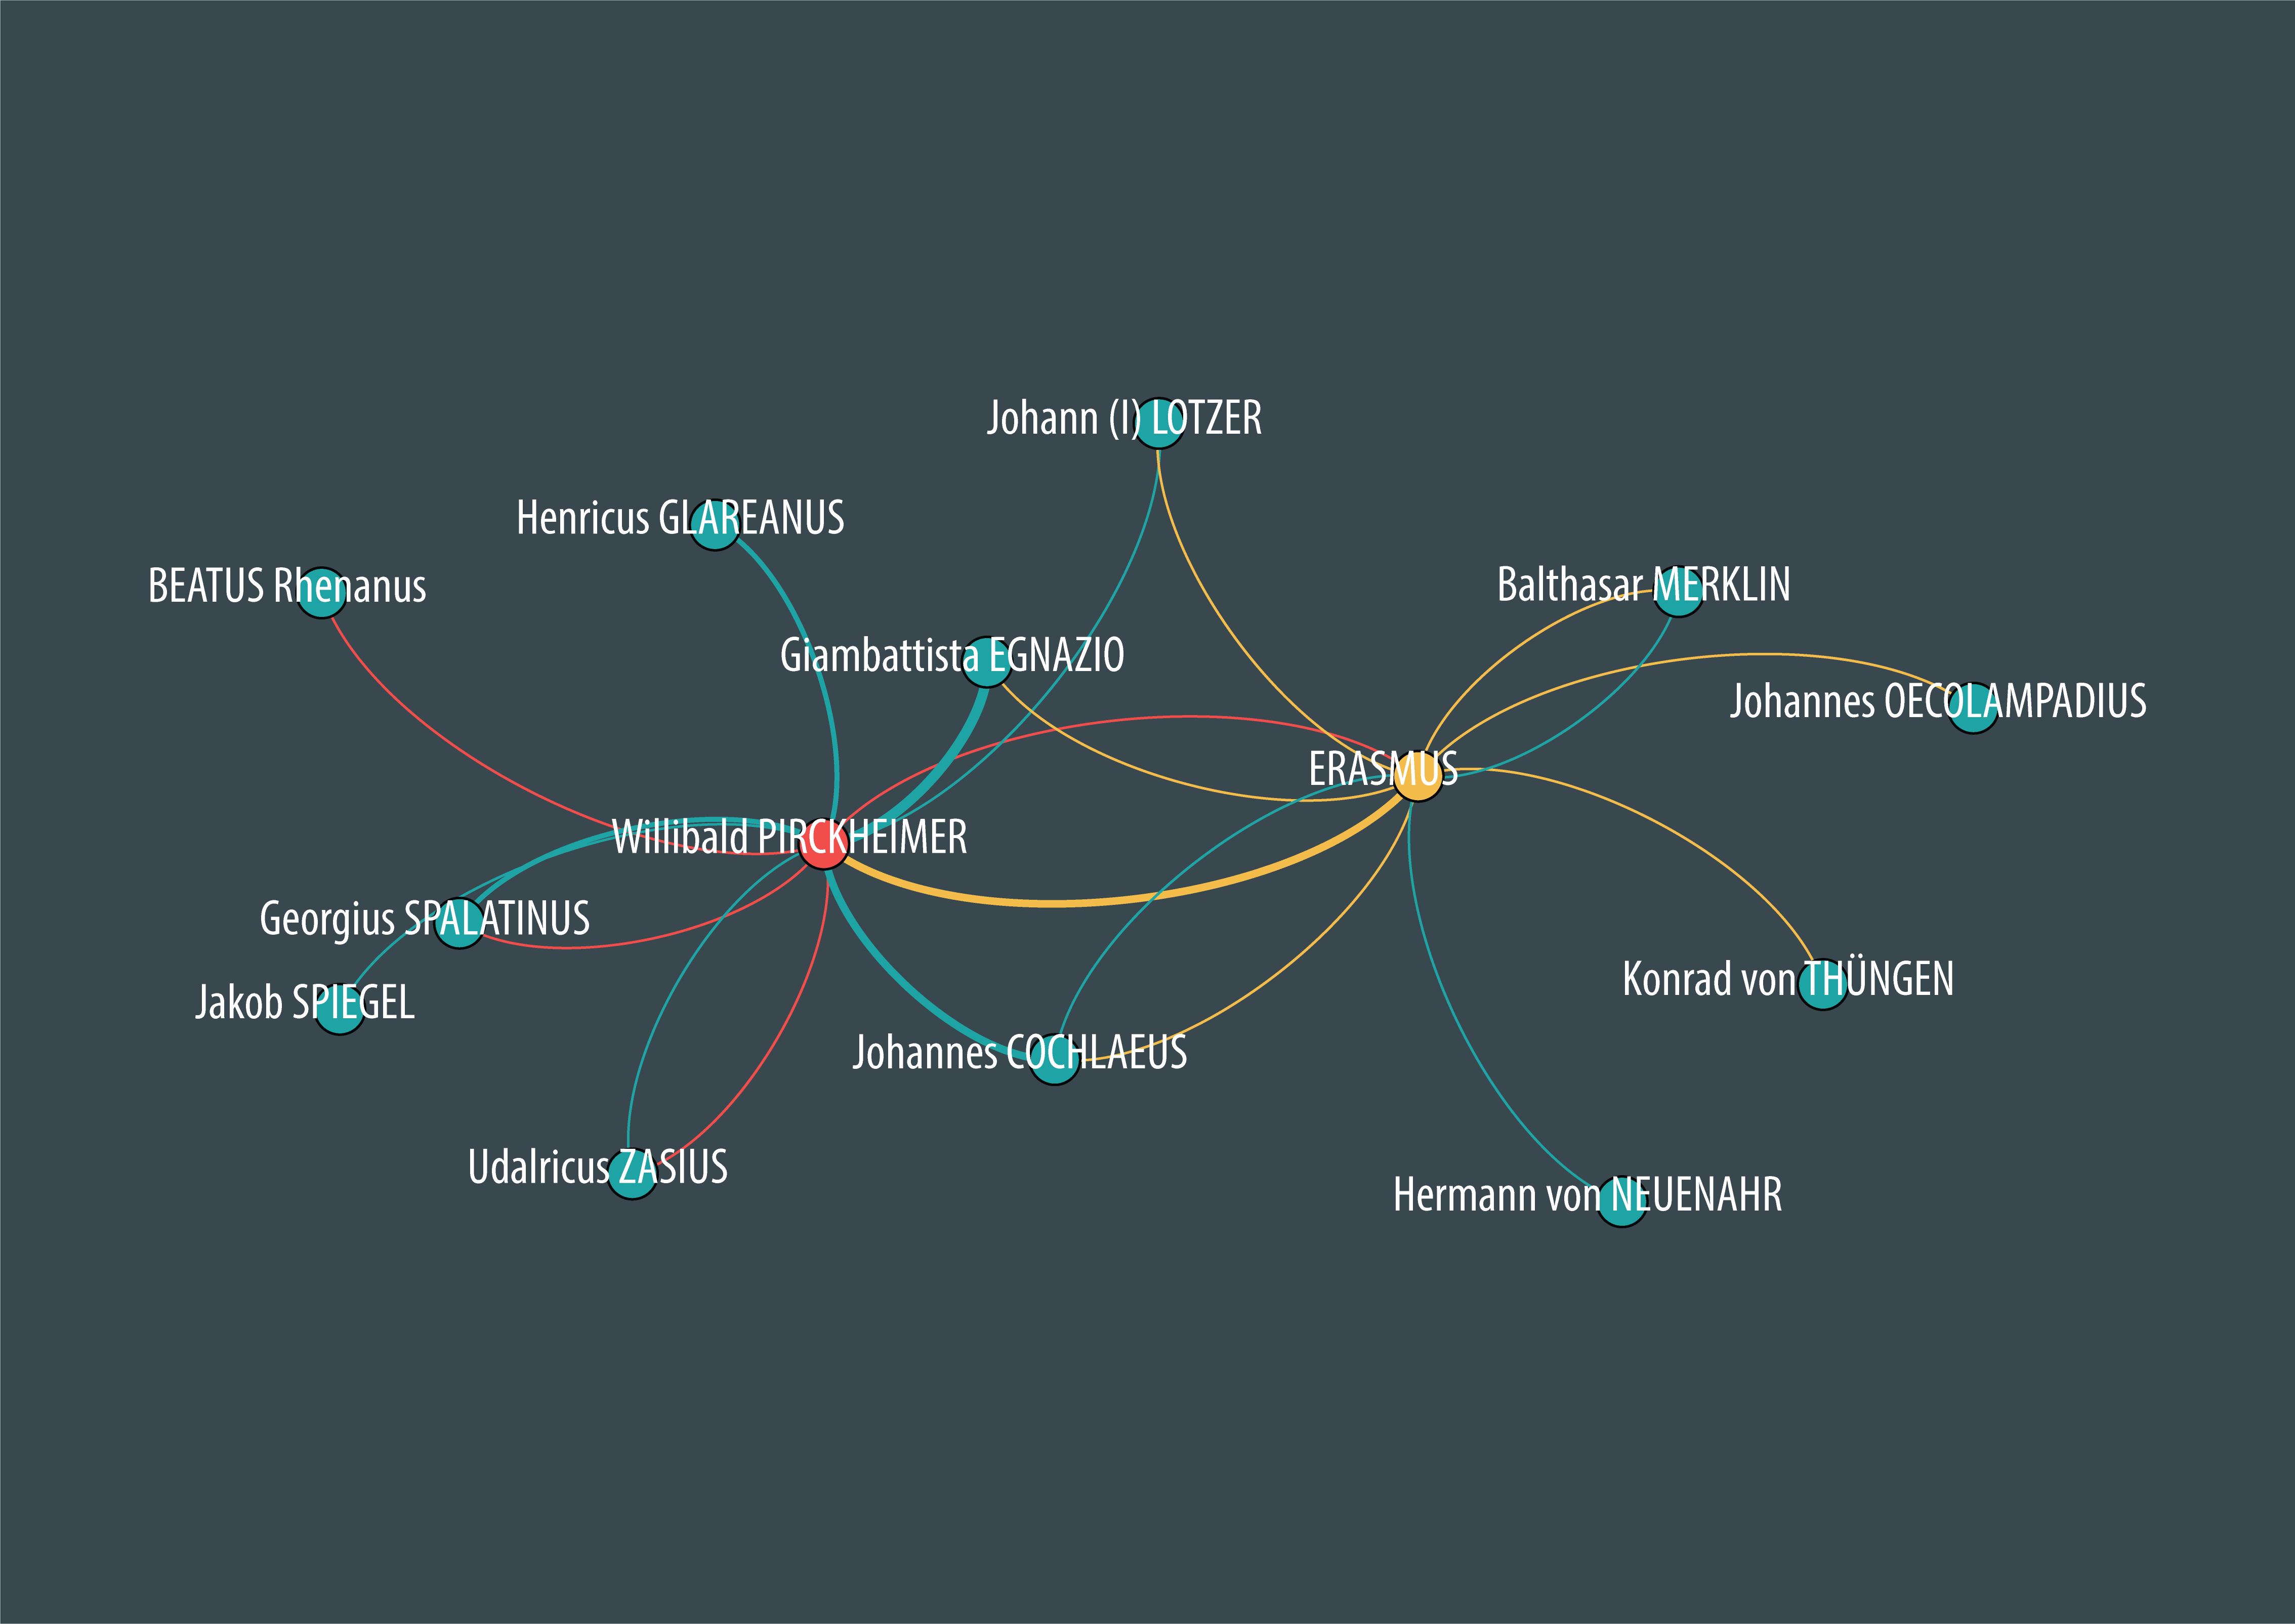 Johann (I) LOTZER
Henricus GLAREANUS
BEATUS Rhenanus
Balthasar MERKLIN
Giambattista EGNAZIO
Johannes OECOLAMPADIUS
ERASMUS
Willibald PIRCKHEIMER
Georgius SPALATINUS
Konrad von THÜNGEN
Jakob SPIEGEL
Johannes COCHLAEUS
Udalricus ZASIUS
Hermann von NEUENAHR